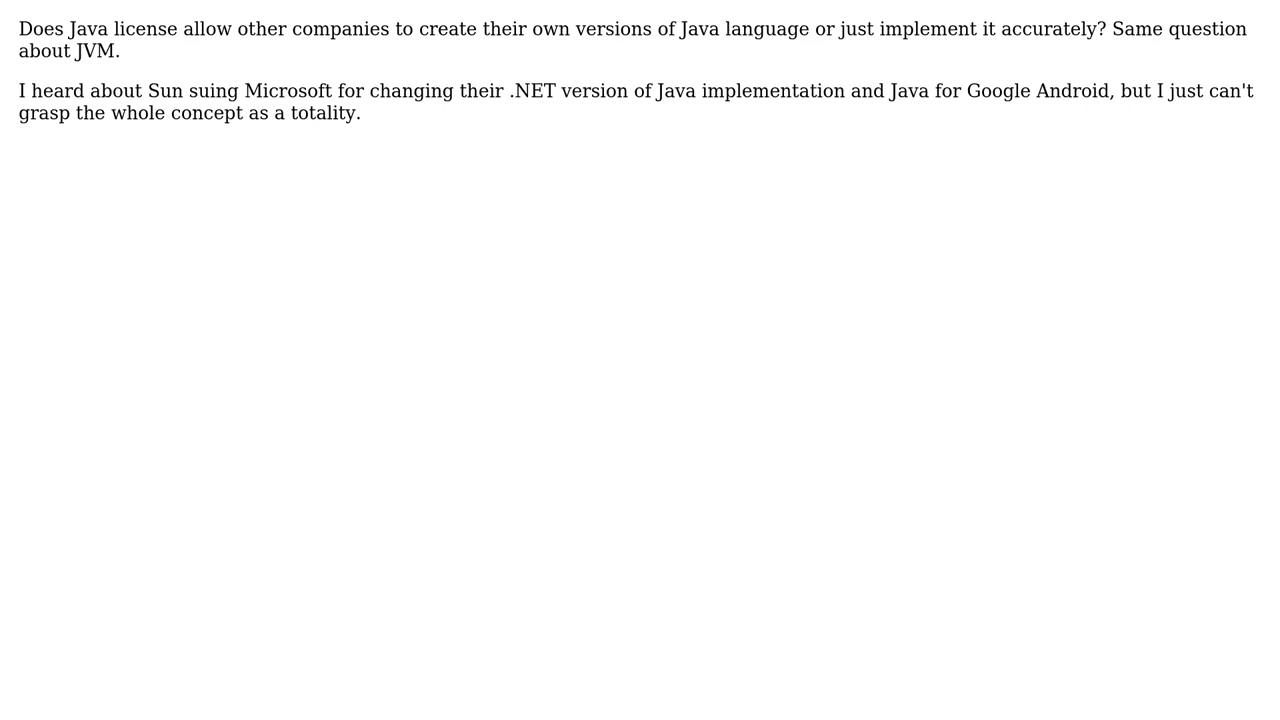 Does Java license allow other companies to create their own versions of Java language or just implement it accurately? Same question
about JVM.
I heard about Sun suing Microsoft for changing their .NET version of Java implementation and Java for Google Android, but I just can't
grasp the whole concept as a totality.